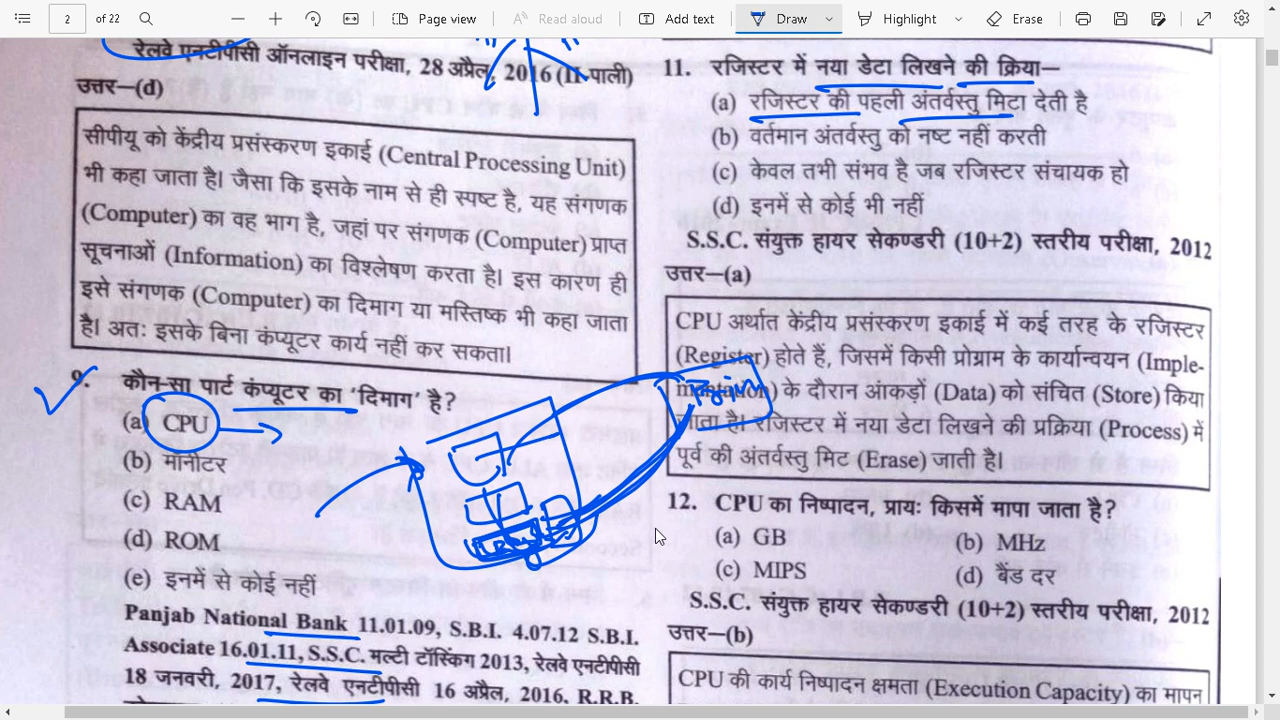 2
of 22
Page view
Read aloud
Add text
Draw
Highlight
Erase
रेलवे एनटीपीसी ऑनलाइन परीक्षा, 28 अप्रैल, 2016 (II-पाली)
उत्तर—(d)
सीपीयू को केंद्रीय प्रसंस्करण इकाई (Central Processing Unit)
भी कहा जाता है। जैसा कि इसके नाम से ही स्पष्ट है, यह संगणक
(Computer) का वह भाग है, जहां पर संगणक (Computer) प्राप्त
सूचनाओं (Information) का विश्लेषण करता है। इस कारण ही
इसे संगणक (Computer) का दिमाग या मस्तिष्क भी कहा जाता
है। अतः इसके बिना कंप्यूटर कार्य नहीं कर सकता।
9. कौन-सा पार्ट कंप्यूटर का 'दिमाग' है?
(a) CPU
(b) मॉनीटर
(c) RAM
(d) ROM
(e) इनमें से कोई नहीं
Panjab National Bank 11.01.09, S.B.I. 4.07.12 S.B.I.
Associate 16.01.11, S.S.C. मल्टी टॉस्किंग 2013, रेलवे एनटीपीसी
18 जनवरी, 2017, रेलवे एनटीपीसी 16 अप्रैल, 2016, R.R.B.
11. रजिस्टर में नया डेटा लिखने की क्रिया—
(a) रजिस्टर की पहली अंतर्वस्तु मिटा देती है
(b) वर्तमान अंतर्वस्तु को नष्ट नहीं करती
(c) केवल तभी संभव है जब रजिस्टर संचायक हो
(d) इनमें से कोई भी नहीं
S.S.C. संयुक्त हायर सेकण्डरी (10+2) स्तरीय परीक्षा, 2012
उत्तर—(a)
CPU अर्थात केंद्रीय प्रसंस्करण इकाई में कई तरह के रजिस्टर
(Register) होते हैं, जिसमें किसी प्रोग्राम के कार्यान्वयन (Imple-
mentation) के दौरान आंकड़ों (Data) को संचित (Store) किया
जाता है। रजिस्टर में नया डेटा लिखने की प्रक्रिया (Process) में
पूर्व की अंतर्वस्तु मिट (Erase) जाती है।
12. CPU का निष्पादन, प्रायः किसमें मापा जाता है?
(a) GB (b) MHz
(c) MIPS (d) बैंड दर
S.S.C. संयुक्त हायर सेकण्डरी (10+2) स्तरीय परीक्षा, 2012
उत्तर—(b)
CPU की कार्य निष्पादन क्षमता (Execution Capacity) का मापन